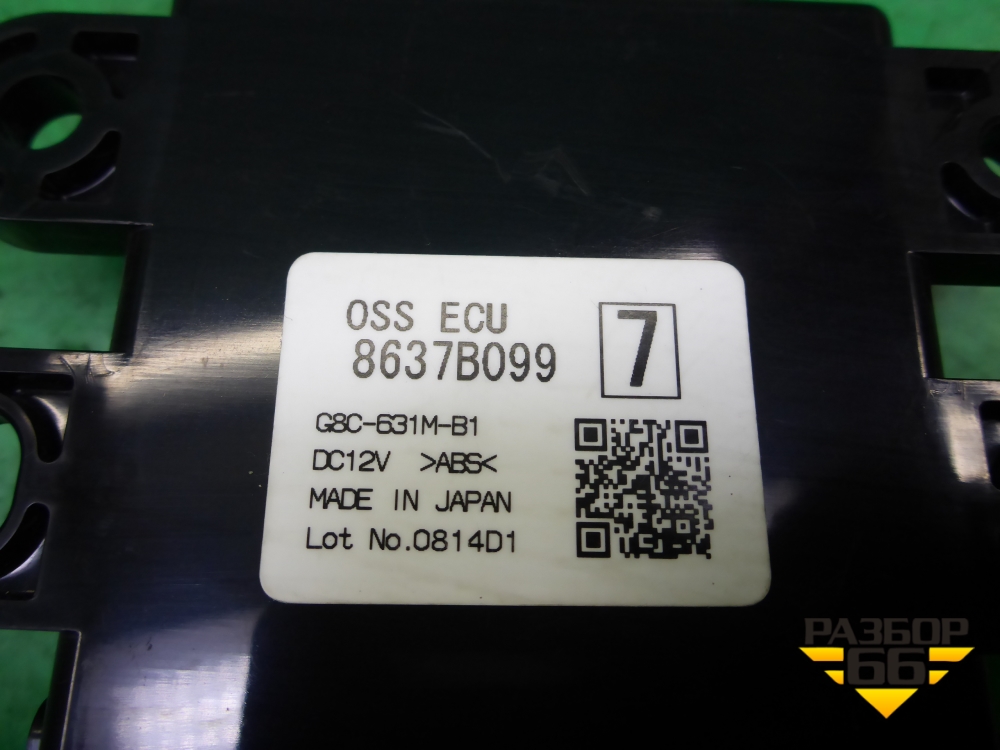 OSS ECU
8637B099
7
G8C-631M-B1
DC12V >ABS<
MADE IN JAPAN
Lot No.0814D1
РАЗБОР
66